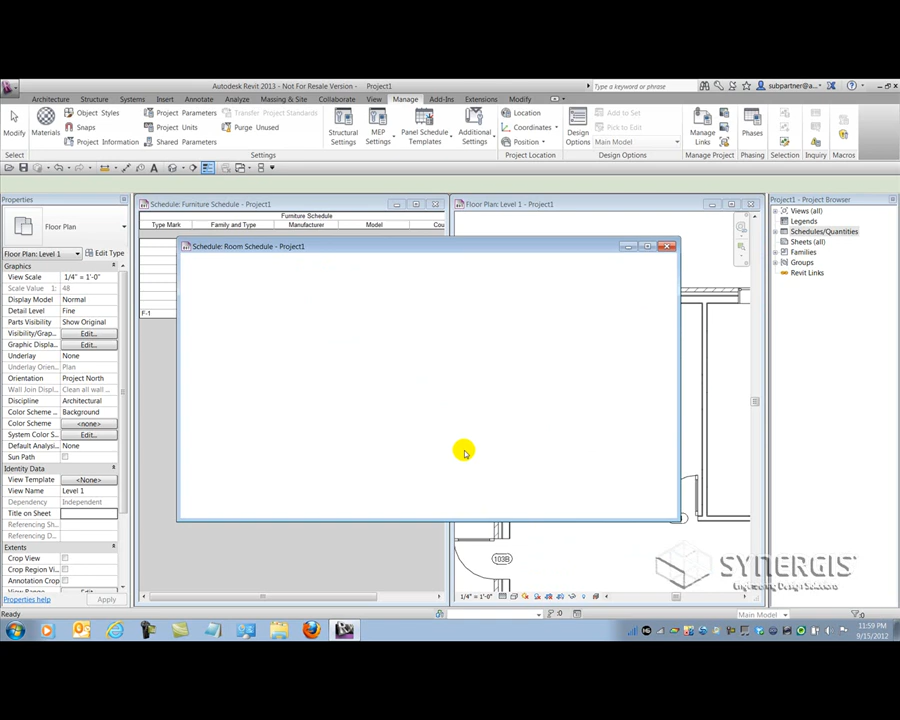 Autodesk Revit 2013 - Not For Resale Version - Project1
Type a keyword or phrase
subpartner@a...
Architecture Structure Systems Insert Annotate Analyze Massing & Site Collaborate View Manage Add-Ins Extensions Modify
Modify
Materials
Object Styles
Snaps
Project Information
Project Parameters
Project Units
Shared Parameters
Transfer Project Standards
Purge Unused
Structural Settings
MEP Settings
Panel Schedule Templates
Additional Settings
Location
Coordinates
Position
Design Options
Add to Set
Pick to Edit
Main Model
Manage Links
Phases
Select
Settings
Project Location
Design Options
Manage Project
Phasing
Selection
Inquiry
Macros
Properties
Floor Plan
Floor Plan: Level 1
Edit Type
Graphics
View Scale 1/4" = 1'-0"
Scale Value 1: 48
Display Model Normal
Detail Level Fine
Parts Visibility Show Original
Visibility/Grap... Edit...
Graphic Displa... Edit...
Underlay None
Underlay Orien... Plan
Orientation Project North
Wall Join Displ... Clean all wall ...
Discipline Architectural
Color Scheme ... Background
Color Scheme <none>
System Color S... Edit...
Default Analysi... None
Sun Path
Identity Data
View Template <None>
View Name Level 1
Dependency Independent
Title on Sheet
Referencing Sh...
Referencing D...
Extents
Crop View
Crop Region Vi...
Annotation Crop
View Range Edit...
Properties help
Apply
Schedule: Furniture Schedule - Project1
Furniture Schedule
Type Mark Family and Type Manufacturer Model Cou
F-1
Schedule: Room Schedule - Project1
Floor Plan: Level 1 - Project1
103B
1/4" = 1'-0"
Project1 - Project Browser
Views (all)
Legends
Schedules/Quantities
Sheets (all)
Families
Groups
Revit Links
SYNERGIS
Engineering Design Solutions
Ready
:0
Main Model
:0
11:59 PM
9/15/2012